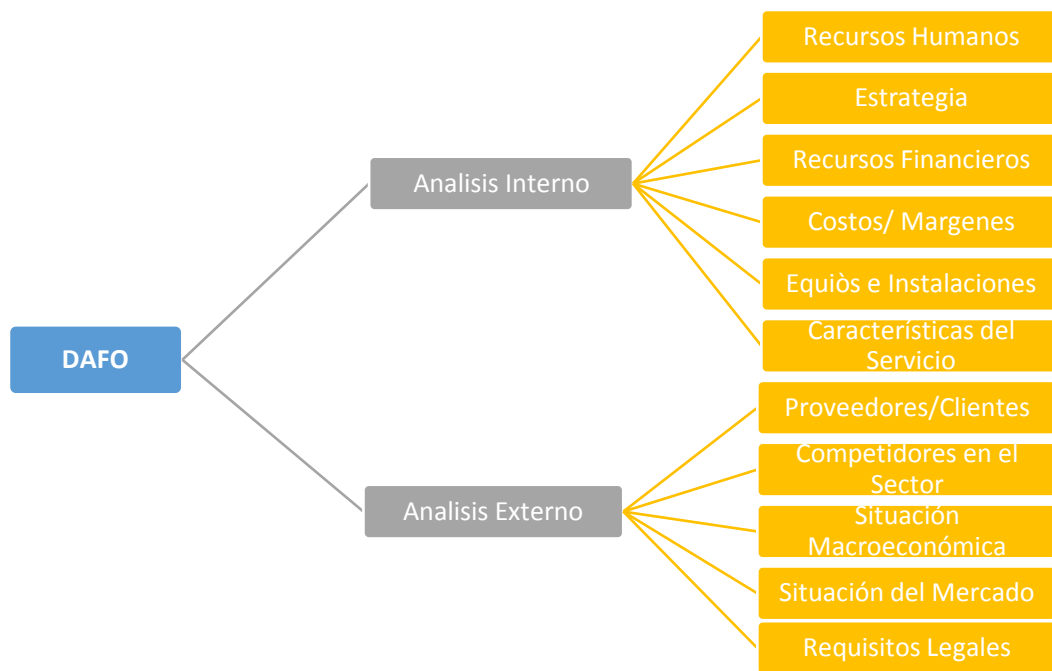 DAFO
Analisis Interno
Recursos Humanos
Estrategia
Recursos Financieros
Costos/ Margenes
Equiòs e Instalaciones
Característícas del
Servicio
Analisis Externo
Proveedores/Clientes
Competidores en el
Sector
Situación
Macroeconómica
Situación del Mercado
Requisitos Legales